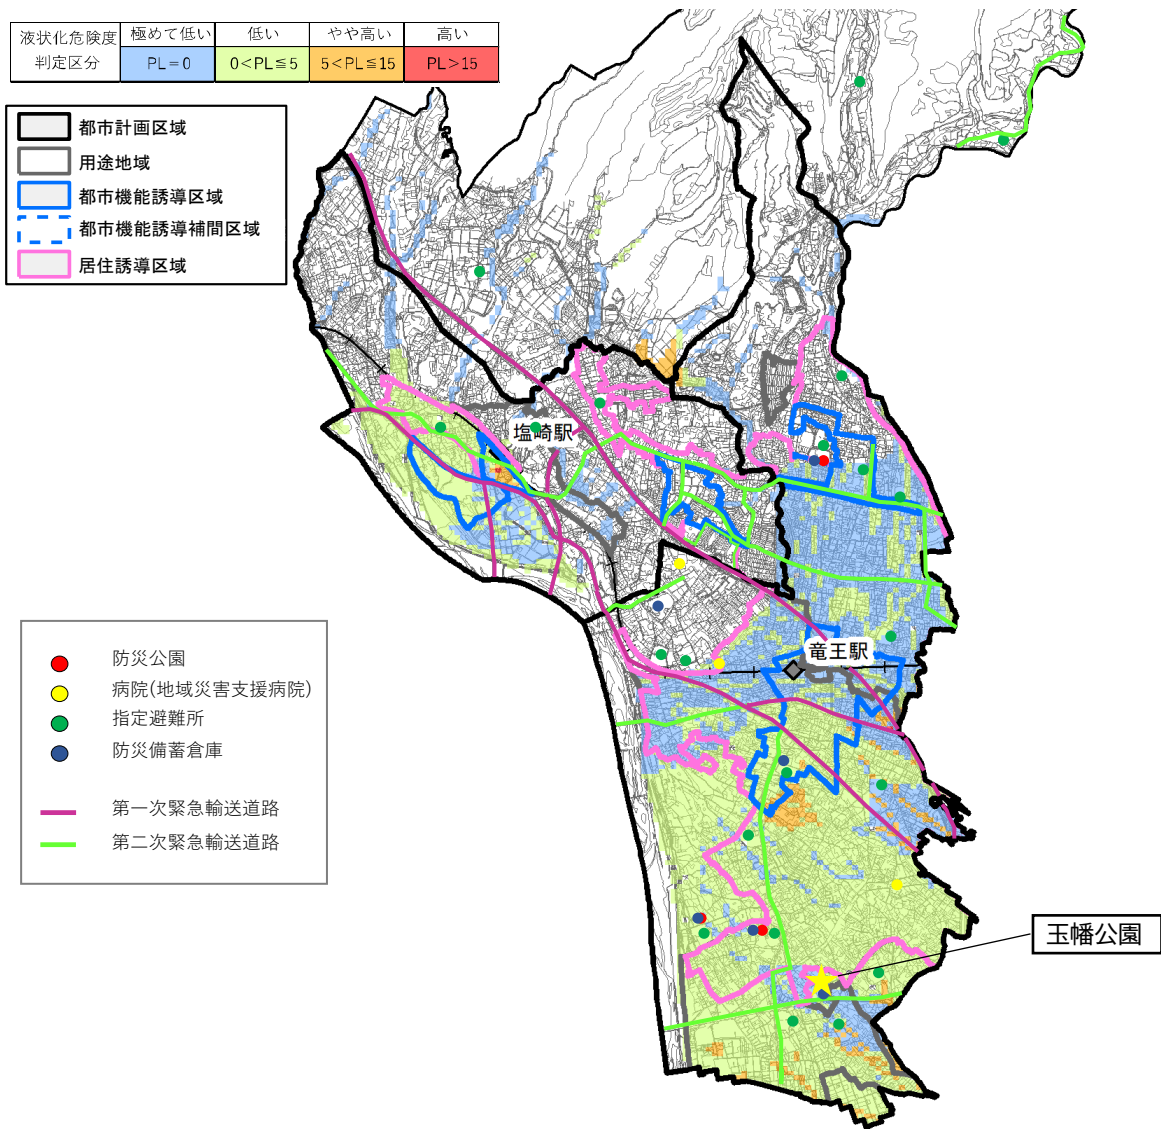 液状化危険度 極めて低い 低い やや高い 高い
判定区分 PL=0 0<PL≦5 5<PL≦15 PL>15
都市計画区域
用途地域
都市機能誘導区域
都市機能誘導補間区域
居住誘導区域
塩崎駅
竜王駅
防災公園
病院(地域災害支援病院)
指定避難所
防災備蓄倉庫
第一次緊急輸送道路
第二次緊急輸送道路
玉幡公園